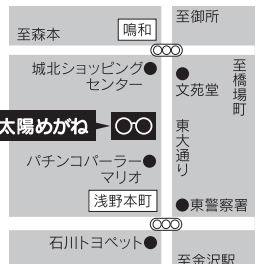 至御所
至森本
鳴和
城北ショッピング
センター
文苑堂
至橋場町
太陽めがね
東大通り
パチンコパーラー
マリオ
浅野本町
東警察署
石川トヨペット
至金沢駅